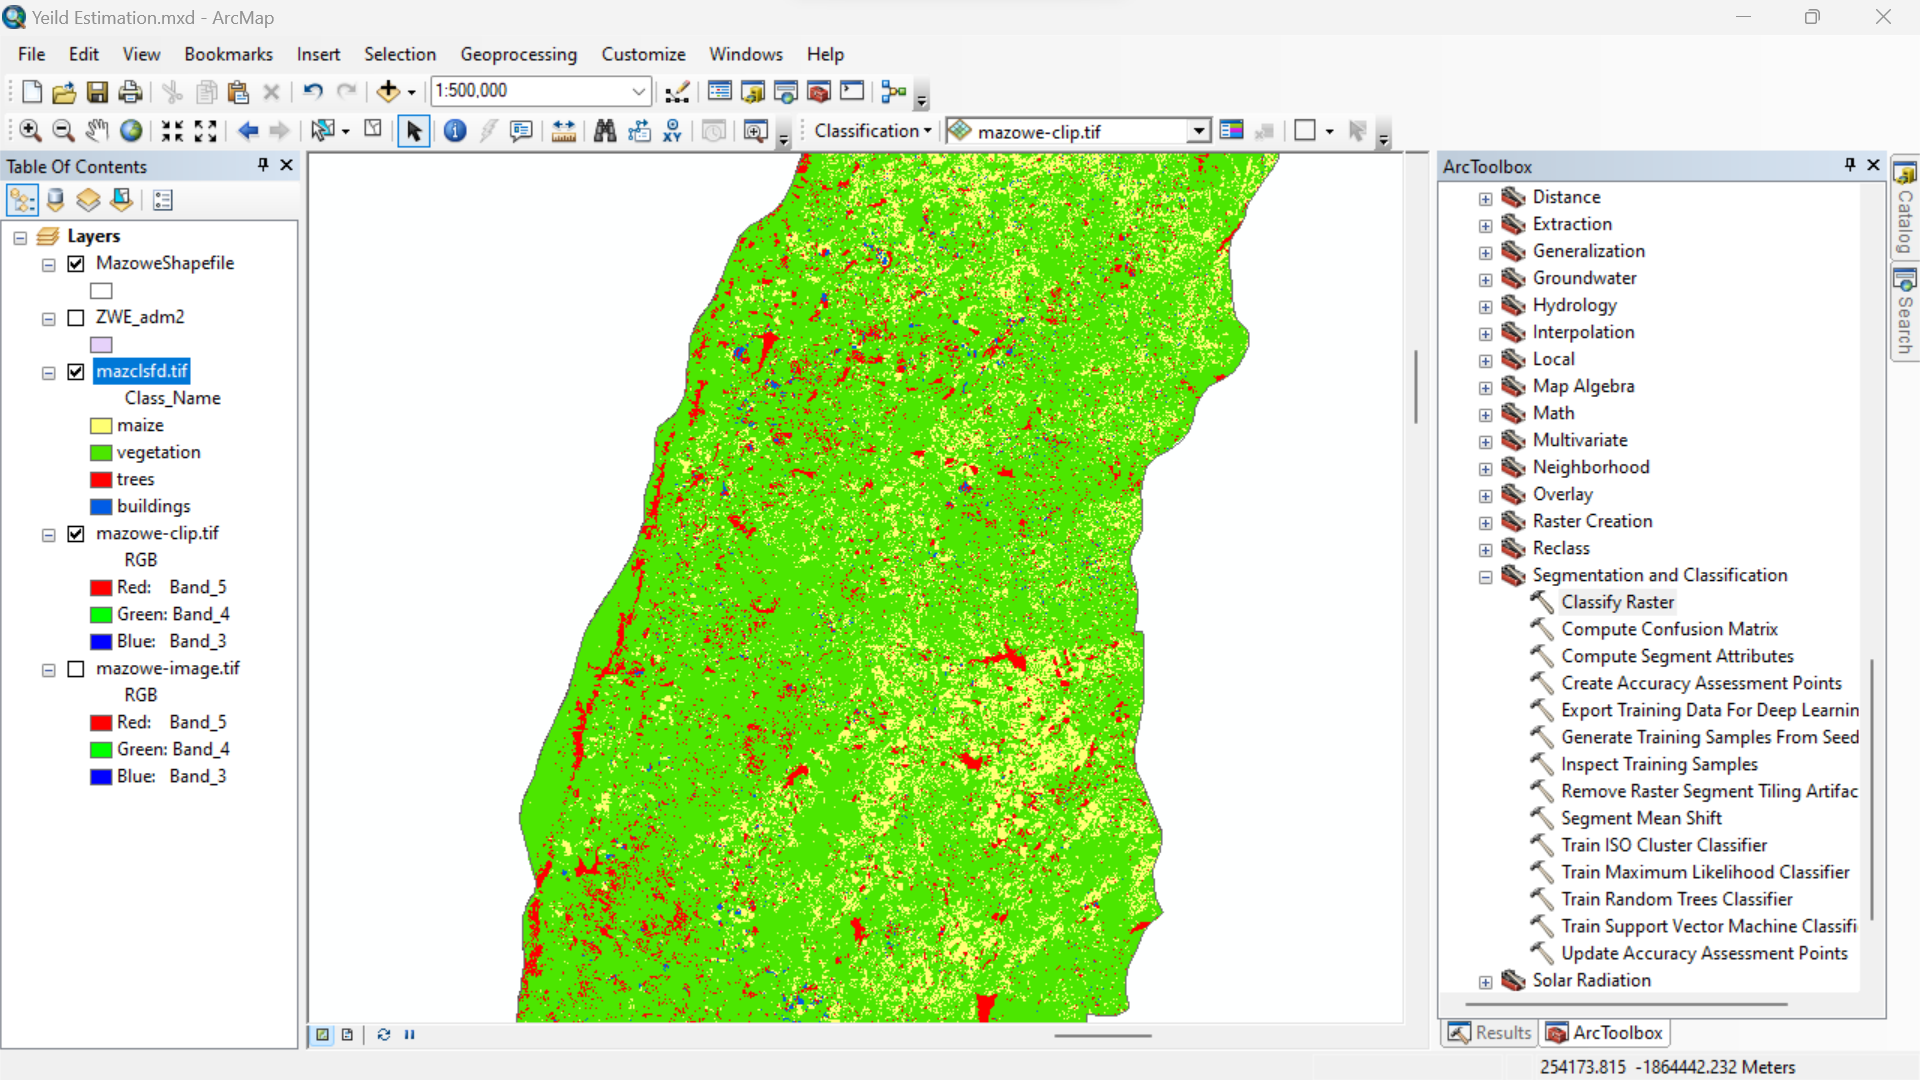 Yeild Estimation.mxd - ArcMap
File Edit View Bookmarks Insert Selection Geoprocessing Customize Windows Help
1:500,000
Classification mazowe-clip.tif
Table Of Contents
Layers
MazoweShapefile
ZWE_adm2
mazclsfd.tif
Class_Name
maize
vegetation
trees
buildings
mazowe-clip.tif
RGB
Red: Band_5
Green: Band_4
Blue: Band_3
mazowe-image.tif
RGB
Red: Band_5
Green: Band_4
Blue: Band_3
ArcToolbox
Distance
Extraction
Generalization
Groundwater
Hydrology
Interpolation
Local
Map Algebra
Math
Multivariate
Neighborhood
Overlay
Raster Creation
Reclass
Segmentation and Classification
Classify Raster
Compute Confusion Matrix
Compute Segment Attributes
Create Accuracy Assessment Points
Export Training Data For Deep Learnin
Generate Training Samples From Seed
Inspect Training Samples
Remove Raster Segment Tiling Artifac
Segment Mean Shift
Train ISO Cluster Classifier
Train Maximum Likelihood Classifier
Train Random Trees Classifier
Train Support Vector Machine Classifi
Update Accuracy Assessment Points
Solar Radiation
Results ArcToolbox
Catalog
Search
254173.815 -1864442.232 Meters